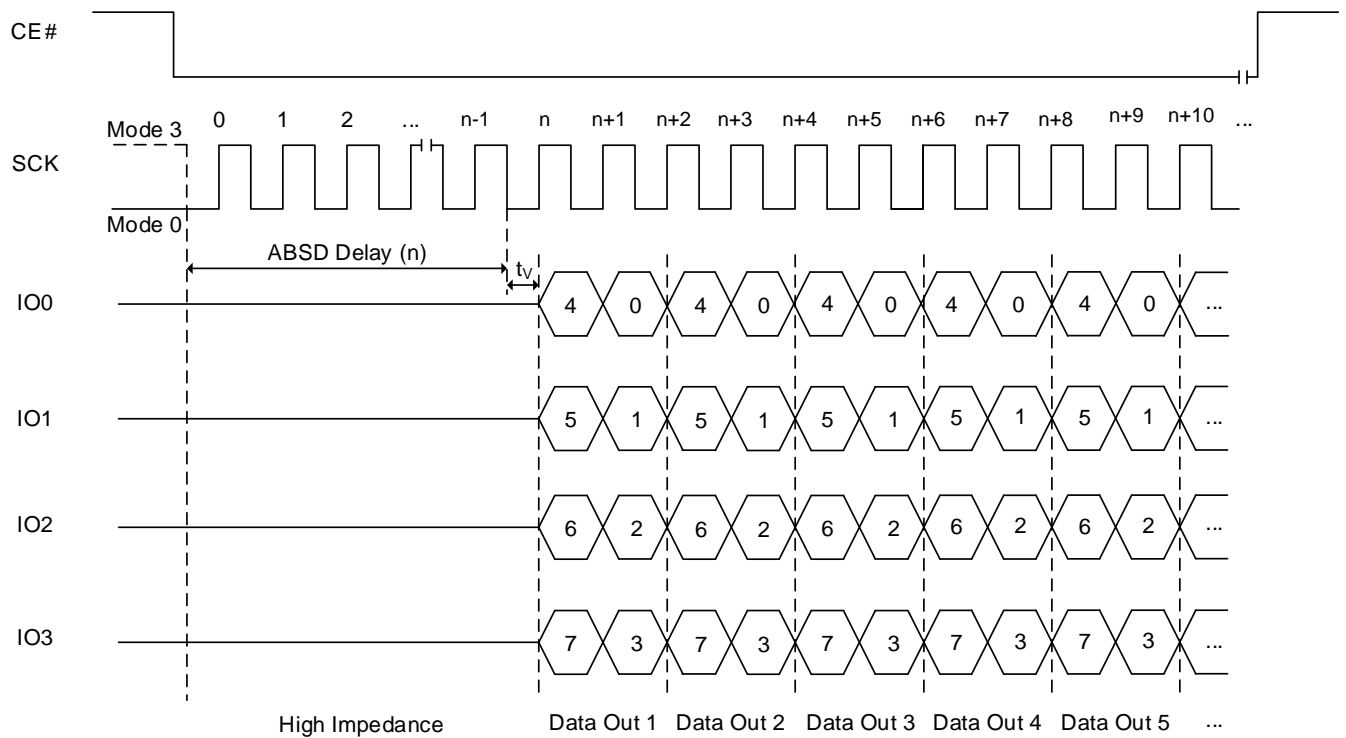 CE#
0 1 2 ... n-1 n n+1 n+2 n+3 n+4 n+5 n+6 n+7 n+8 n+9 n+10 ...
Mode 3
SCK
Mode 0
ABSD Delay (n)
tV
IO0 4 0 4 0 4 0 4 0 4 0 ...
IO1 5 1 5 1 5 1 5 1 5 1 ...
IO2 6 2 6 2 6 2 6 2 6 2 ...
IO3 7 3 7 3 7 3 7 3 7 3 ...
High Impedance Data Out 1 Data Out 2 Data Out 3 Data Out 4 Data Out 5 ...